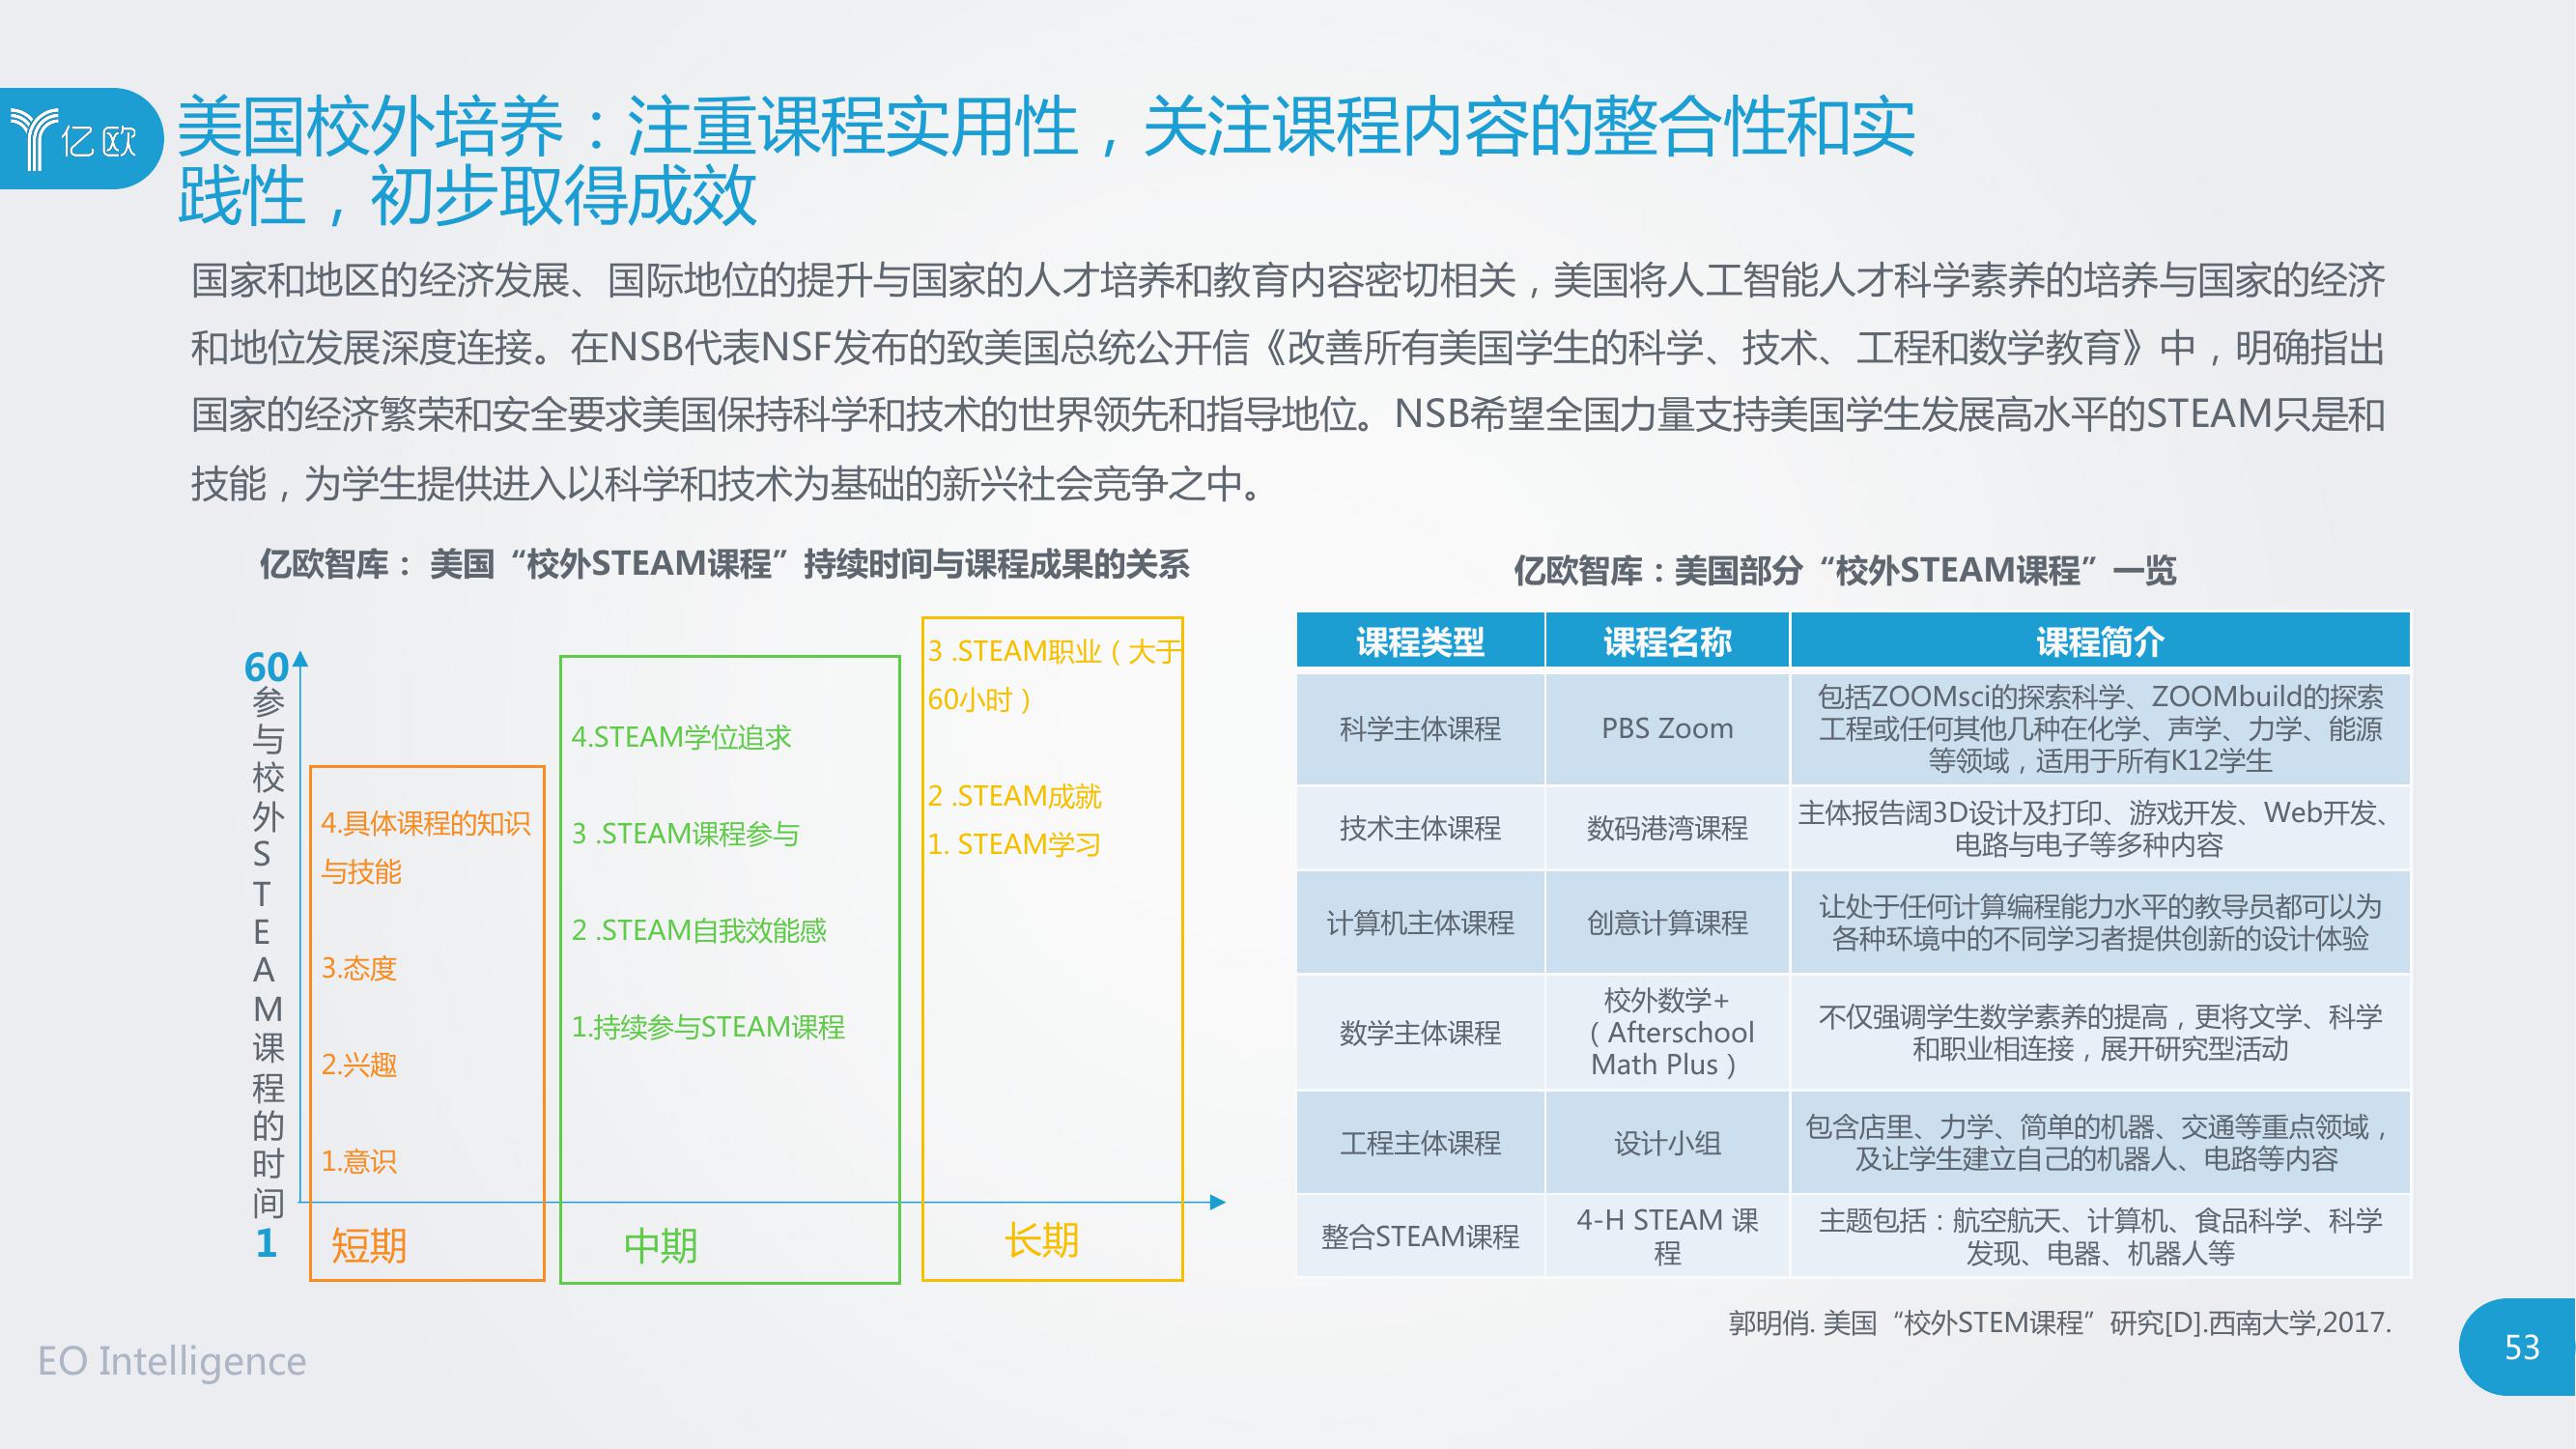 亿欧
美国校外培养：注重课程实用性，关注课程内容的整合性和实
践性，初步取得成效
国家和地区的经济发展、国际地位的提升与国家的人才培养和教育内容密切相关，美国将人工智能人才科学素养的培养与国家的经济
和地位发展深度连接。在NSB代表NSF发布的致美国总统公开信《改善所有美国学生的科学、技术、工程和数学教育》中，明确指出
国家的经济繁荣和安全要求美国保持科学和技术的世界领先和指导地位。NSB希望全国力量支持美国学生发展高水平的STEAM只是和
技能，为学生提供进入以科学和技术为基础的新兴社会竞争之中。
亿欧智库： 美国“校外STEAM课程”持续时间与课程成果的关系
60
参与校外STEAM课程的时间
1
4.具体课程的知识
与技能
3.态度
2.兴趣
1.意识
短期
4.STEAM学位追求
3 .STEAM课程参与
2 .STEAM自我效能感
1.持续参与STEAM课程
中期
3 .STEAM职业（大于
60小时）
2 .STEAM成就
1. STEAM学习
长期
亿欧智库：美国部分“校外STEAM课程”一览
课程类型 课程名称 课程简介
科学主体课程 PBS Zoom
包括ZOOMsci的探索科学、ZOOMbuild的探索
工程或任何其他几种在化学、声学、力学、能源
等领域，适用于所有K12学生
技术主体课程 数码港湾课程
主体报告阔3D设计及打印、游戏开发、Web开发、
电路与电子等多种内容
计算机主体课程 创意计算课程
让处于任何计算编程能力水平的教导员都可以为
各种环境中的不同学习者提供创新的设计体验
数学主体课程
校外数学+
（Afterschool
Math Plus）
不仅强调学生数学素养的提高，更将文学、科学
和职业相连接，展开研究型活动
工程主体课程 设计小组
包含店里、力学、简单的机器、交通等重点领域，
及让学生建立自己的机器人、电路等内容
整合STEAM课程
4-H STEAM 课
程
主题包括：航空航天、计算机、食品科学、科学
发现、电器、机器人等
郭明俏. 美国“校外STEM课程”研究[D].西南大学,2017.
EO Intelligence
53